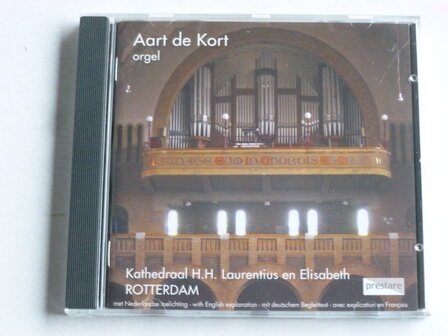 Aart de Kort
orgel
Kathedraal H.H. Laurentius en Elisabeth
ROTTERDAM
prestare
met Nederlandse toelichting - with English explanation - mit deutschem Begleittext - avec explication en Français